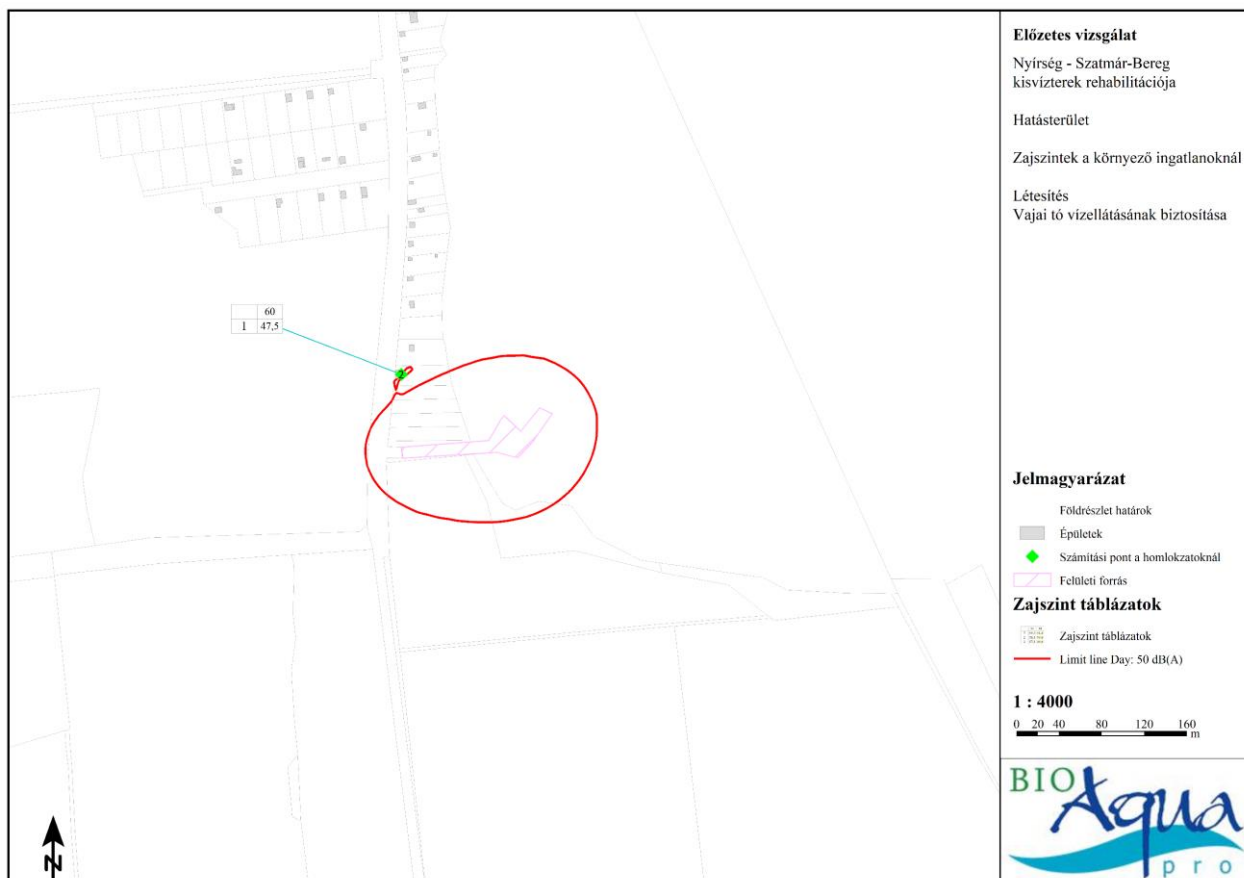 Előzetes vizsgálat
Nyírség - Szatmár-Bereg
kisvízterek rehabilitációja
Hatásterület
Zajszintek a környező ingatlanoknál
Létesítés
Vajai tó vízellátásának biztosítása
60
1 47,5
2
Jelmagyarázat
Földrészlet határok
Épületek
Számítási pont a homlokzatoknál
Felületi forrás
Zajszint táblázatok
Zajszint táblázatok
Limit line Day: 50 dB(A)
1 : 4000
0 20 40 80 120 160
m
N
BIO
Aqua
pro